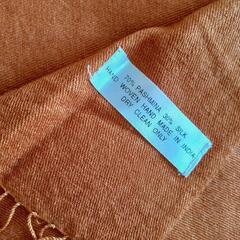 70% PASHMINA 30% SILK
HAND WOVEN HAND MADE IN INDIA
DRY CLEAN ONLY